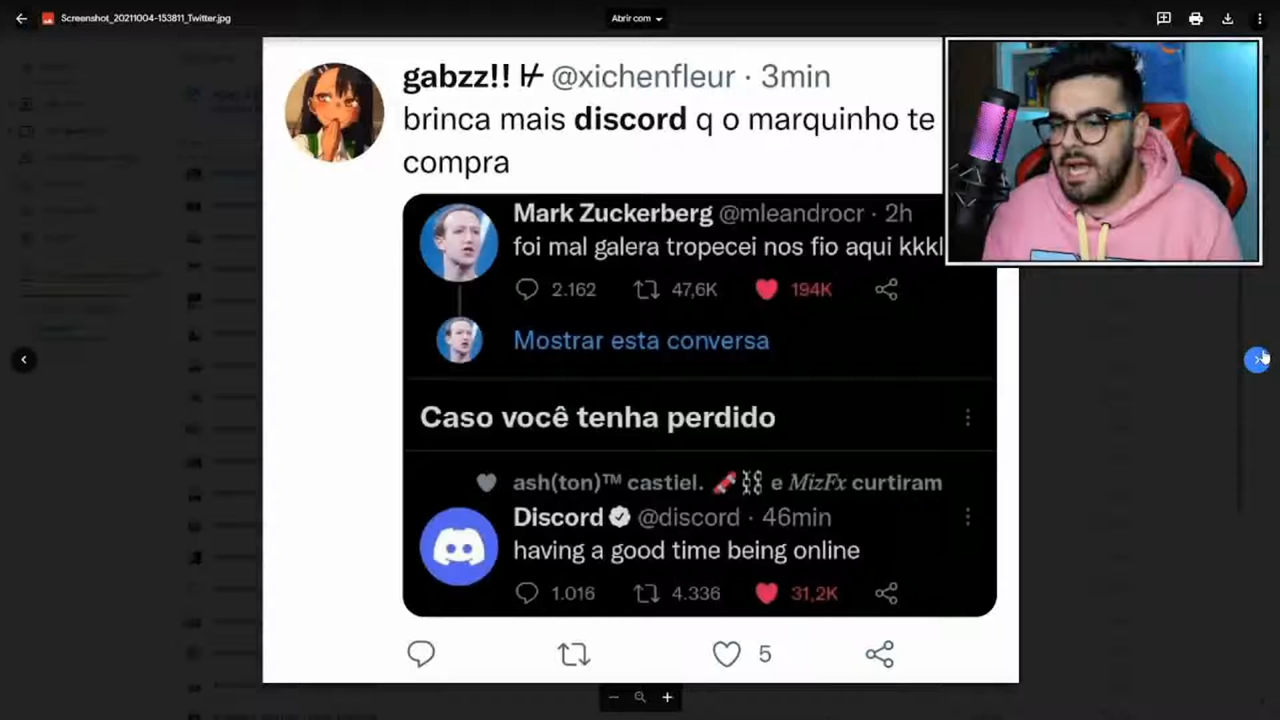 Screenshot_20211004-153811_Twitter.jpg
Abrir com
gabzz!! ⊬ @xichenfleur · 3min
brinca mais discord q o marquinho te
compra
Mark Zuckerberg @mleandrocr · 2h
foi mal galera tropecei nos fio aqui kkkl
2.162 47,6K 194K
Mostrar esta conversa
Caso você tenha perdido
ash(ton)™ castiel. 🧨⛓ e MizFx curtiram
Discord @discord · 46min
having a good time being online
1.016 4.336 31,2K
5